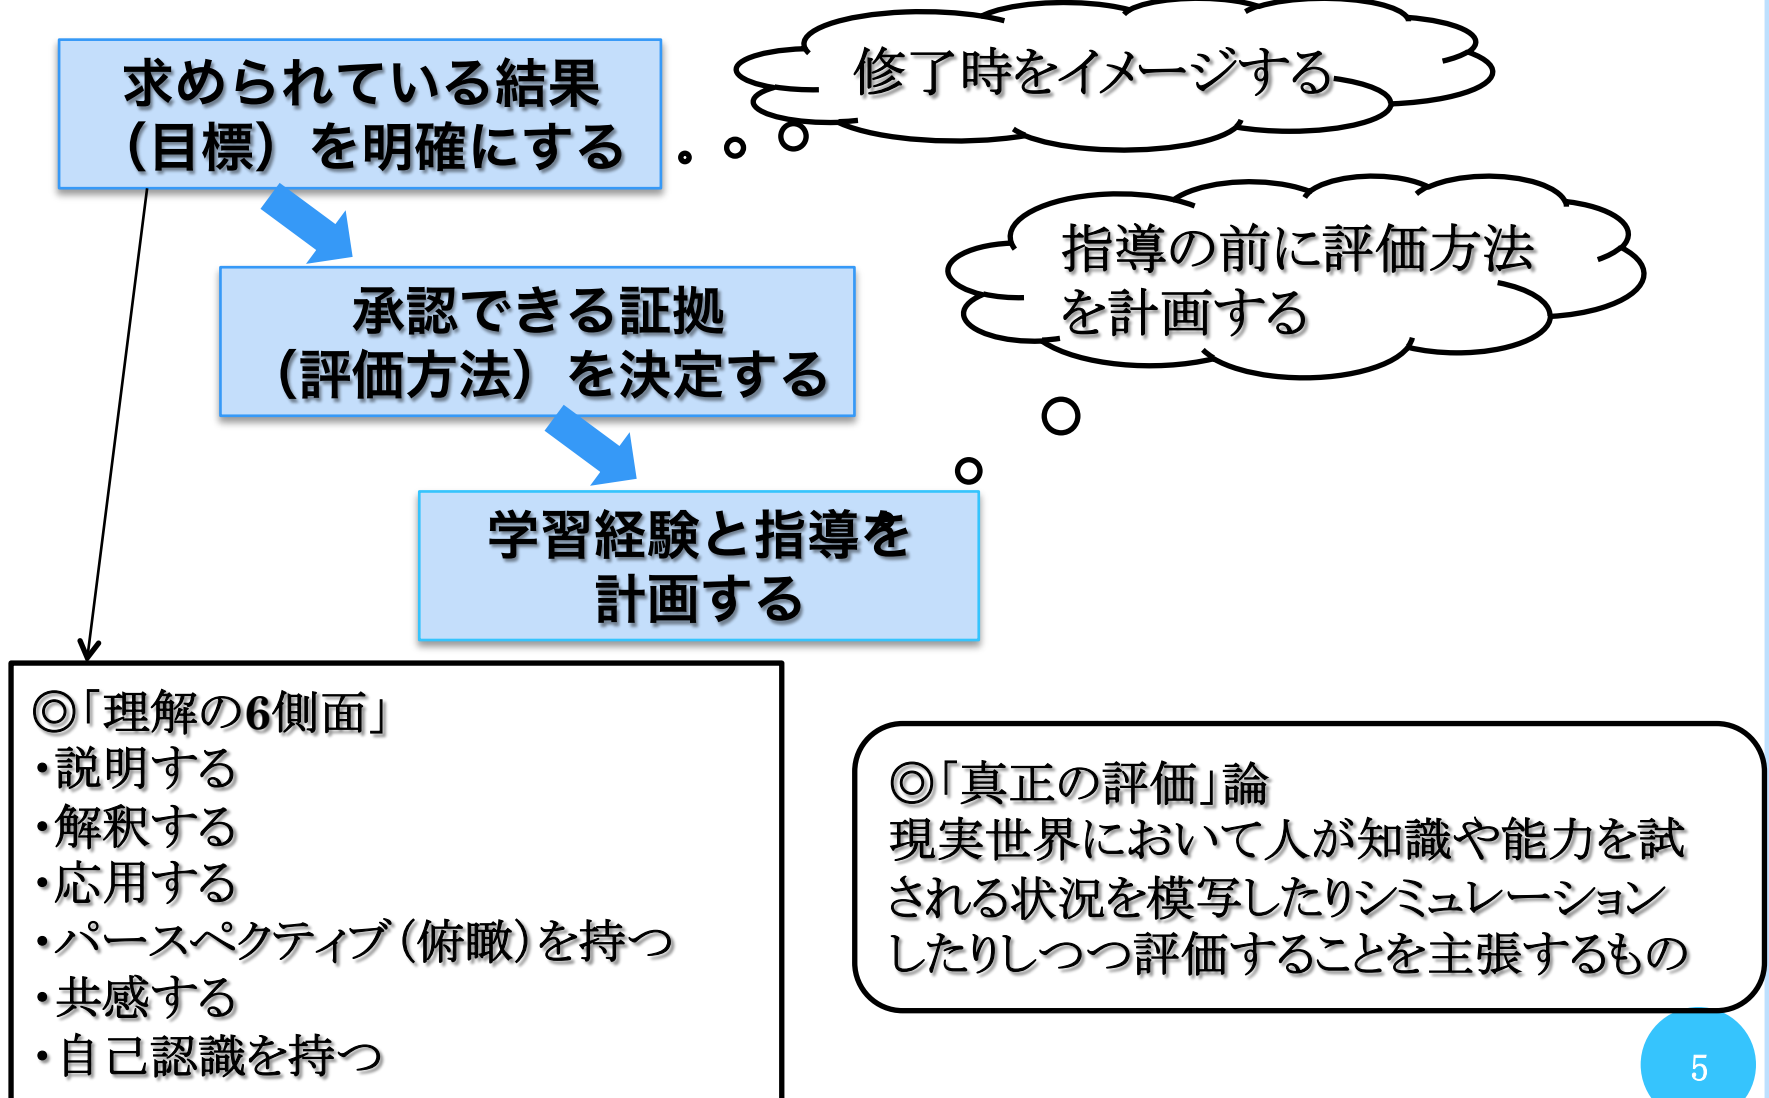 求められている結果
（目標）を明確にする
修了時をイメージする
指導の前に評価方法
を計画する
承認できる証拠
（評価方法）を決定する
学習経験と指導を
計画する
◎「理解の6側面」
・説明する
・解釈する
・応用する
・パースペクティブ（俯瞰）を持つ
・共感する
・自己認識を持つ
◎「真正の評価」論
現実世界において人が知識や能力を試
される状況を模写したりシミュレーション
したりしつつ評価することを主張するもの
5